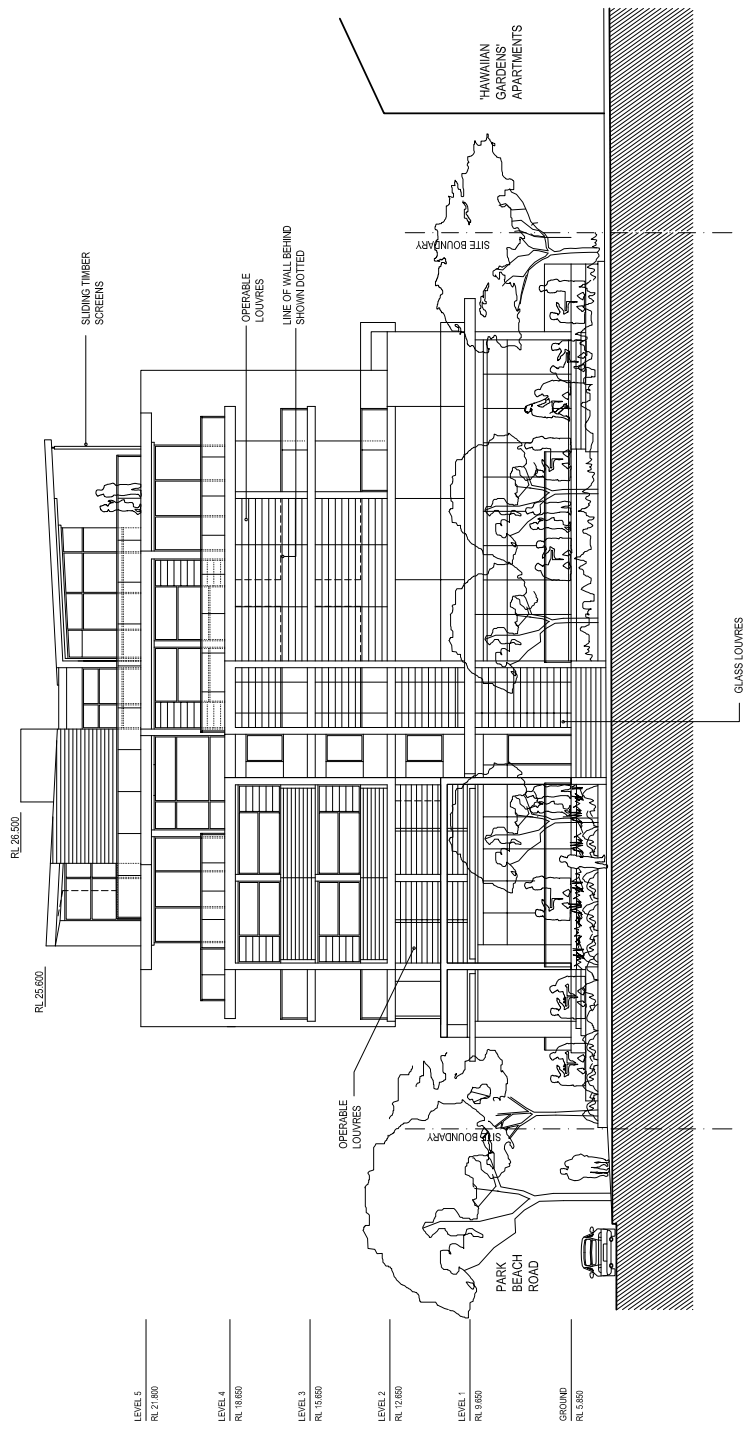 RL 26.500
RL 25.600
LEVEL 5
RL 21.800
LEVEL 4
RL 18.650
LEVEL 3
RL 15.650
LEVEL 2
RL 12.650
LEVEL 1
RL 9.650
GROUND
RL 5.850
PARK
BEACH
ROAD
SITE BOUNDARY
OPERABLE
LOUVRES
GLASS LOUVRES
SLIDING TIMBER
SCREENS
OPERABLE
LOUVRES
LINE OF WALL BEHIND
SHOWN DOTTED
SITE BOUNDARY
'HAWAIIAN
GARDENS'
APARTMENTS